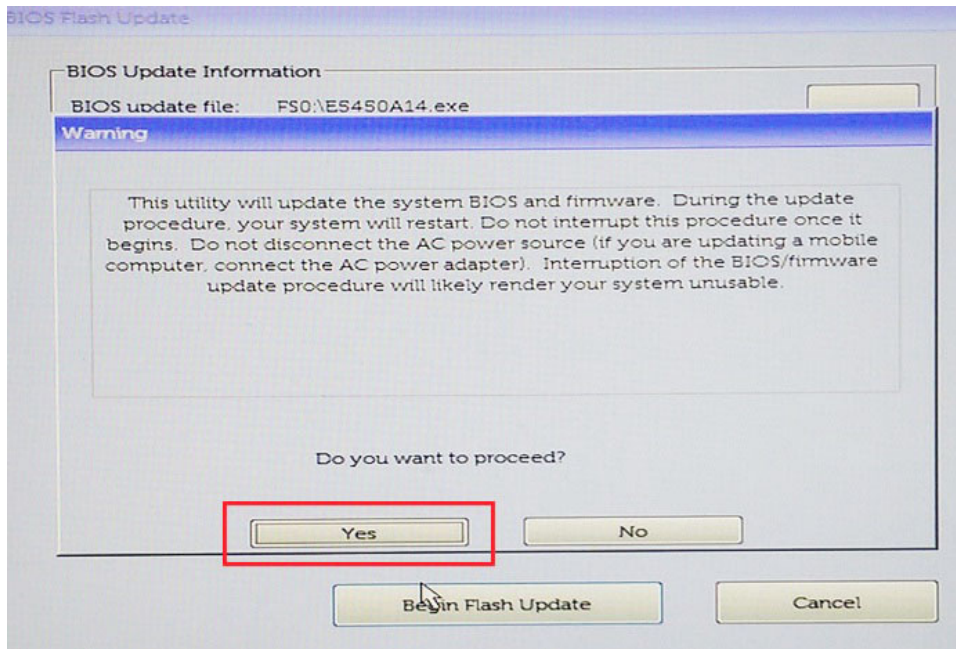 BIOS Flash Update
BIOS Update Information
BIOS update file: FS0:\E5450A14.exe
Warning
This utility will update the system BIOS and firmware. During the update
procedure, your system will restart. Do not interrupt this procedure once it
begins. Do not disconnect the AC power source (if you are updating a mobile
computer, connect the AC power adapter). Interruption of the BIOS/firmware
update procedure will likely render your system unusable.
Do you want to proceed?
Yes No
Begin Flash Update Cancel